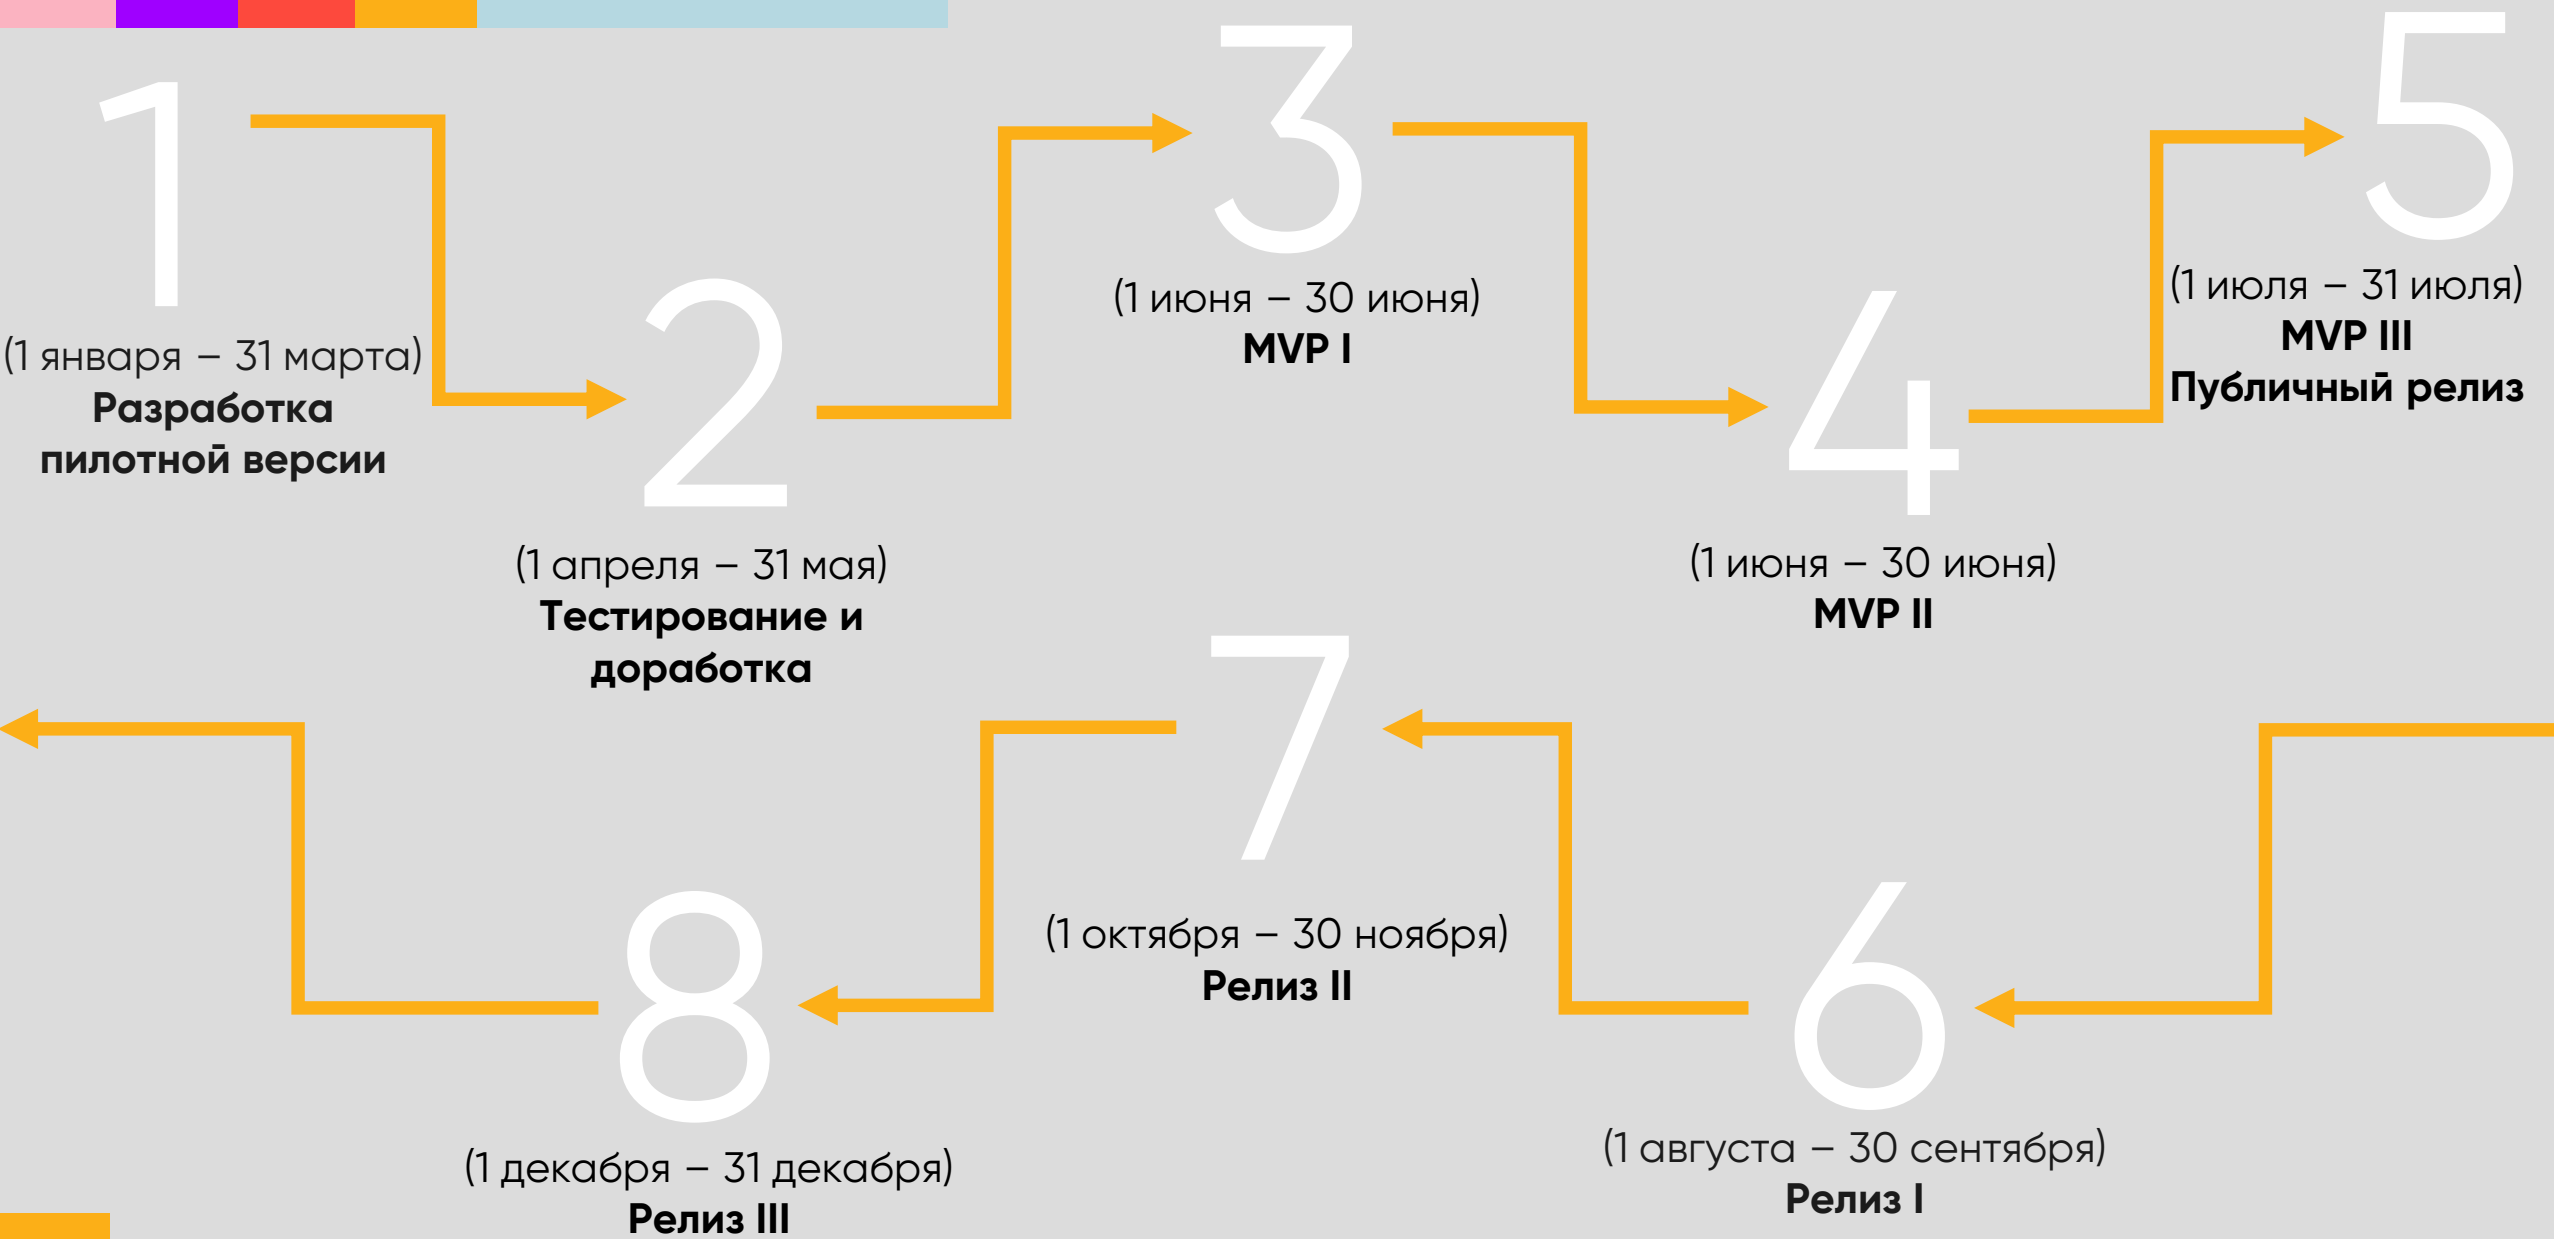 1
(1 января – 31 марта)
Разработка
пилотной версии
2
(1 апреля – 31 мая)
Тестирование и
доработка
3
(1 июня – 30 июня)
MVP I
4
(1 июня – 30 июня)
MVP II
5
(1 июля – 31 июля)
MVP III
Публичный релиз
6
(1 августа – 30 сентября)
Релиз I
7
(1 октября – 30 ноября)
Релиз II
8
(1 декабря – 31 декабря)
Релиз III